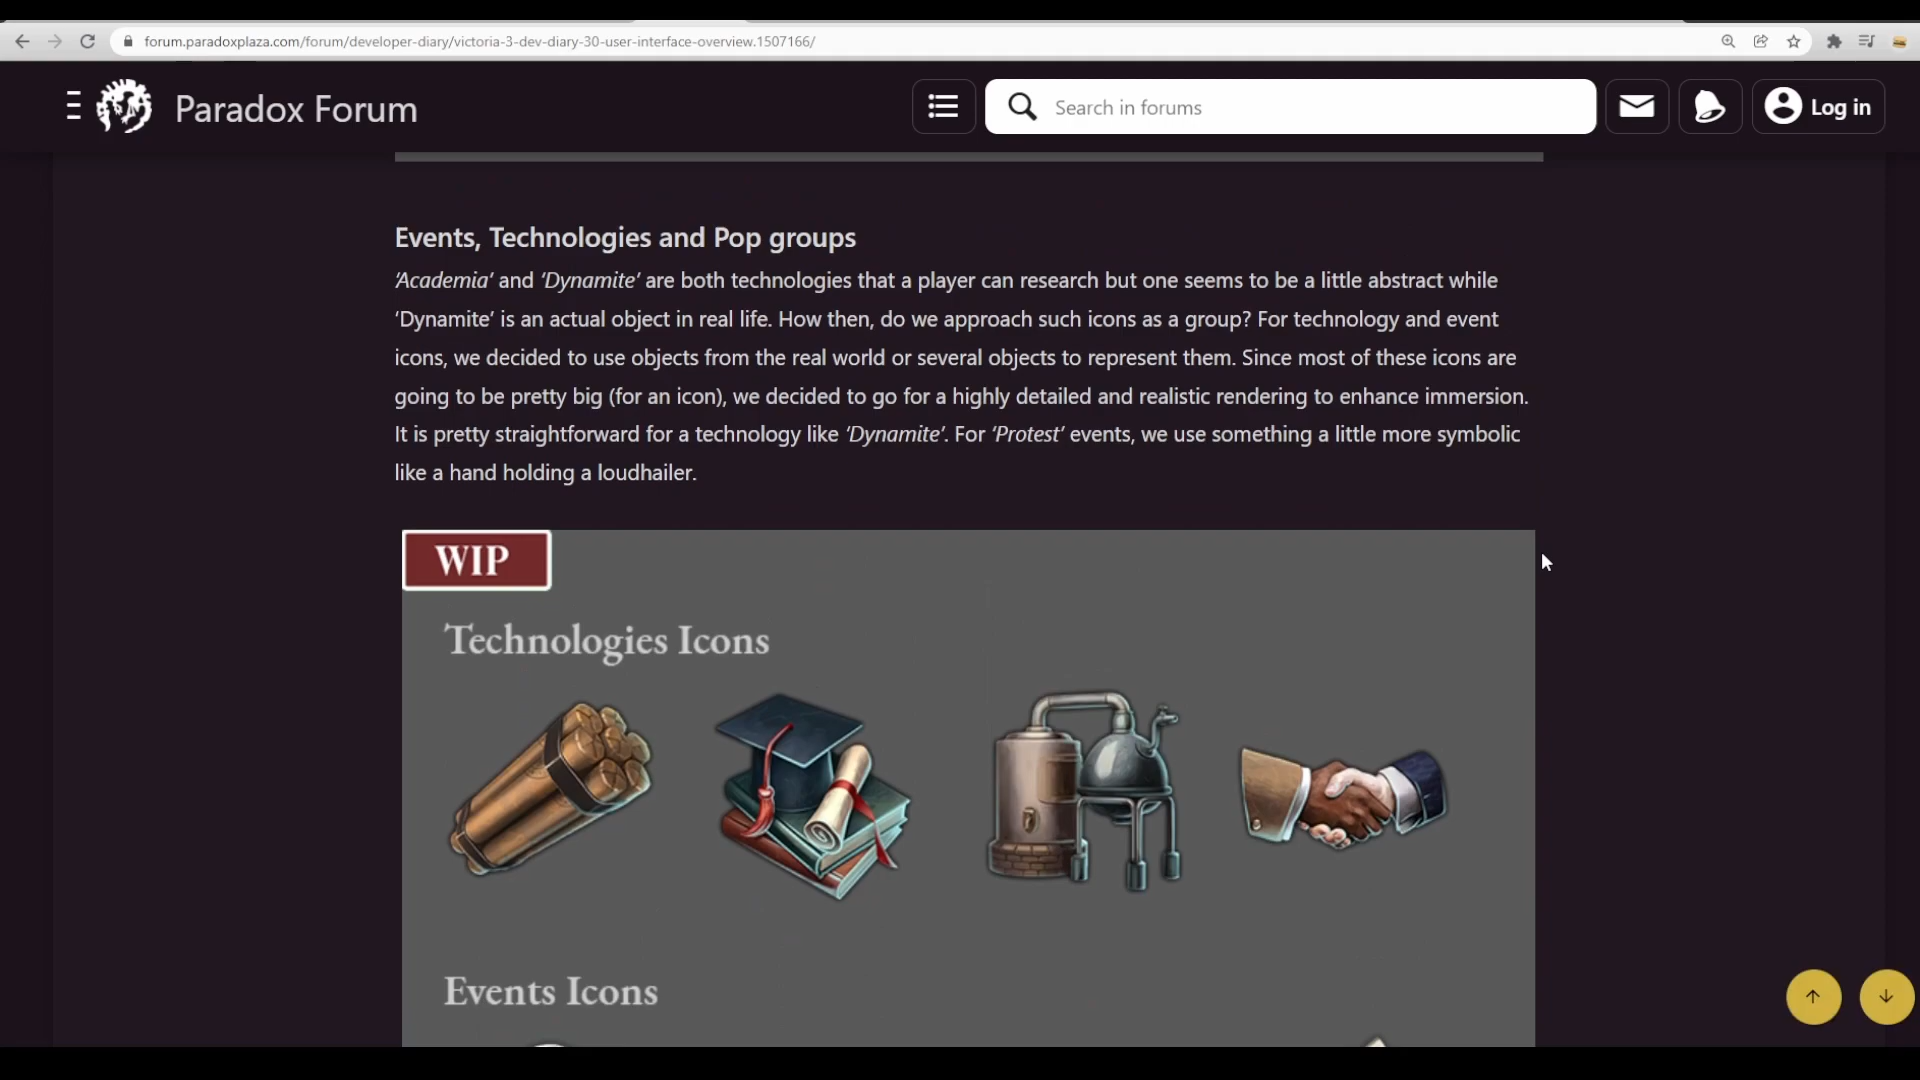 forum.paradoxplaza.com/forum/developer-diary/victoria-3-dev-diary-30-user-interface-overview.1507166/
Paradox Forum
Search in forums
Log in
Events, Technologies and Pop groups
‘Academia’ and ‘Dynamite’ are both technologies that a player can research but one seems to be a little abstract while
‘Dynamite’ is an actual object in real life. How then, do we approach such icons as a group? For technology and event
icons, we decided to use objects from the real world or several objects to represent them. Since most of these icons are
going to be pretty big (for an icon), we decided to go for a highly detailed and realistic rendering to enhance immersion.
It is pretty straightforward for a technology like ‘Dynamite’. For ‘Protest’ events, we use something a little more symbolic
like a hand holding a loudhailer.
WIP
Technologies Icons
Events Icons